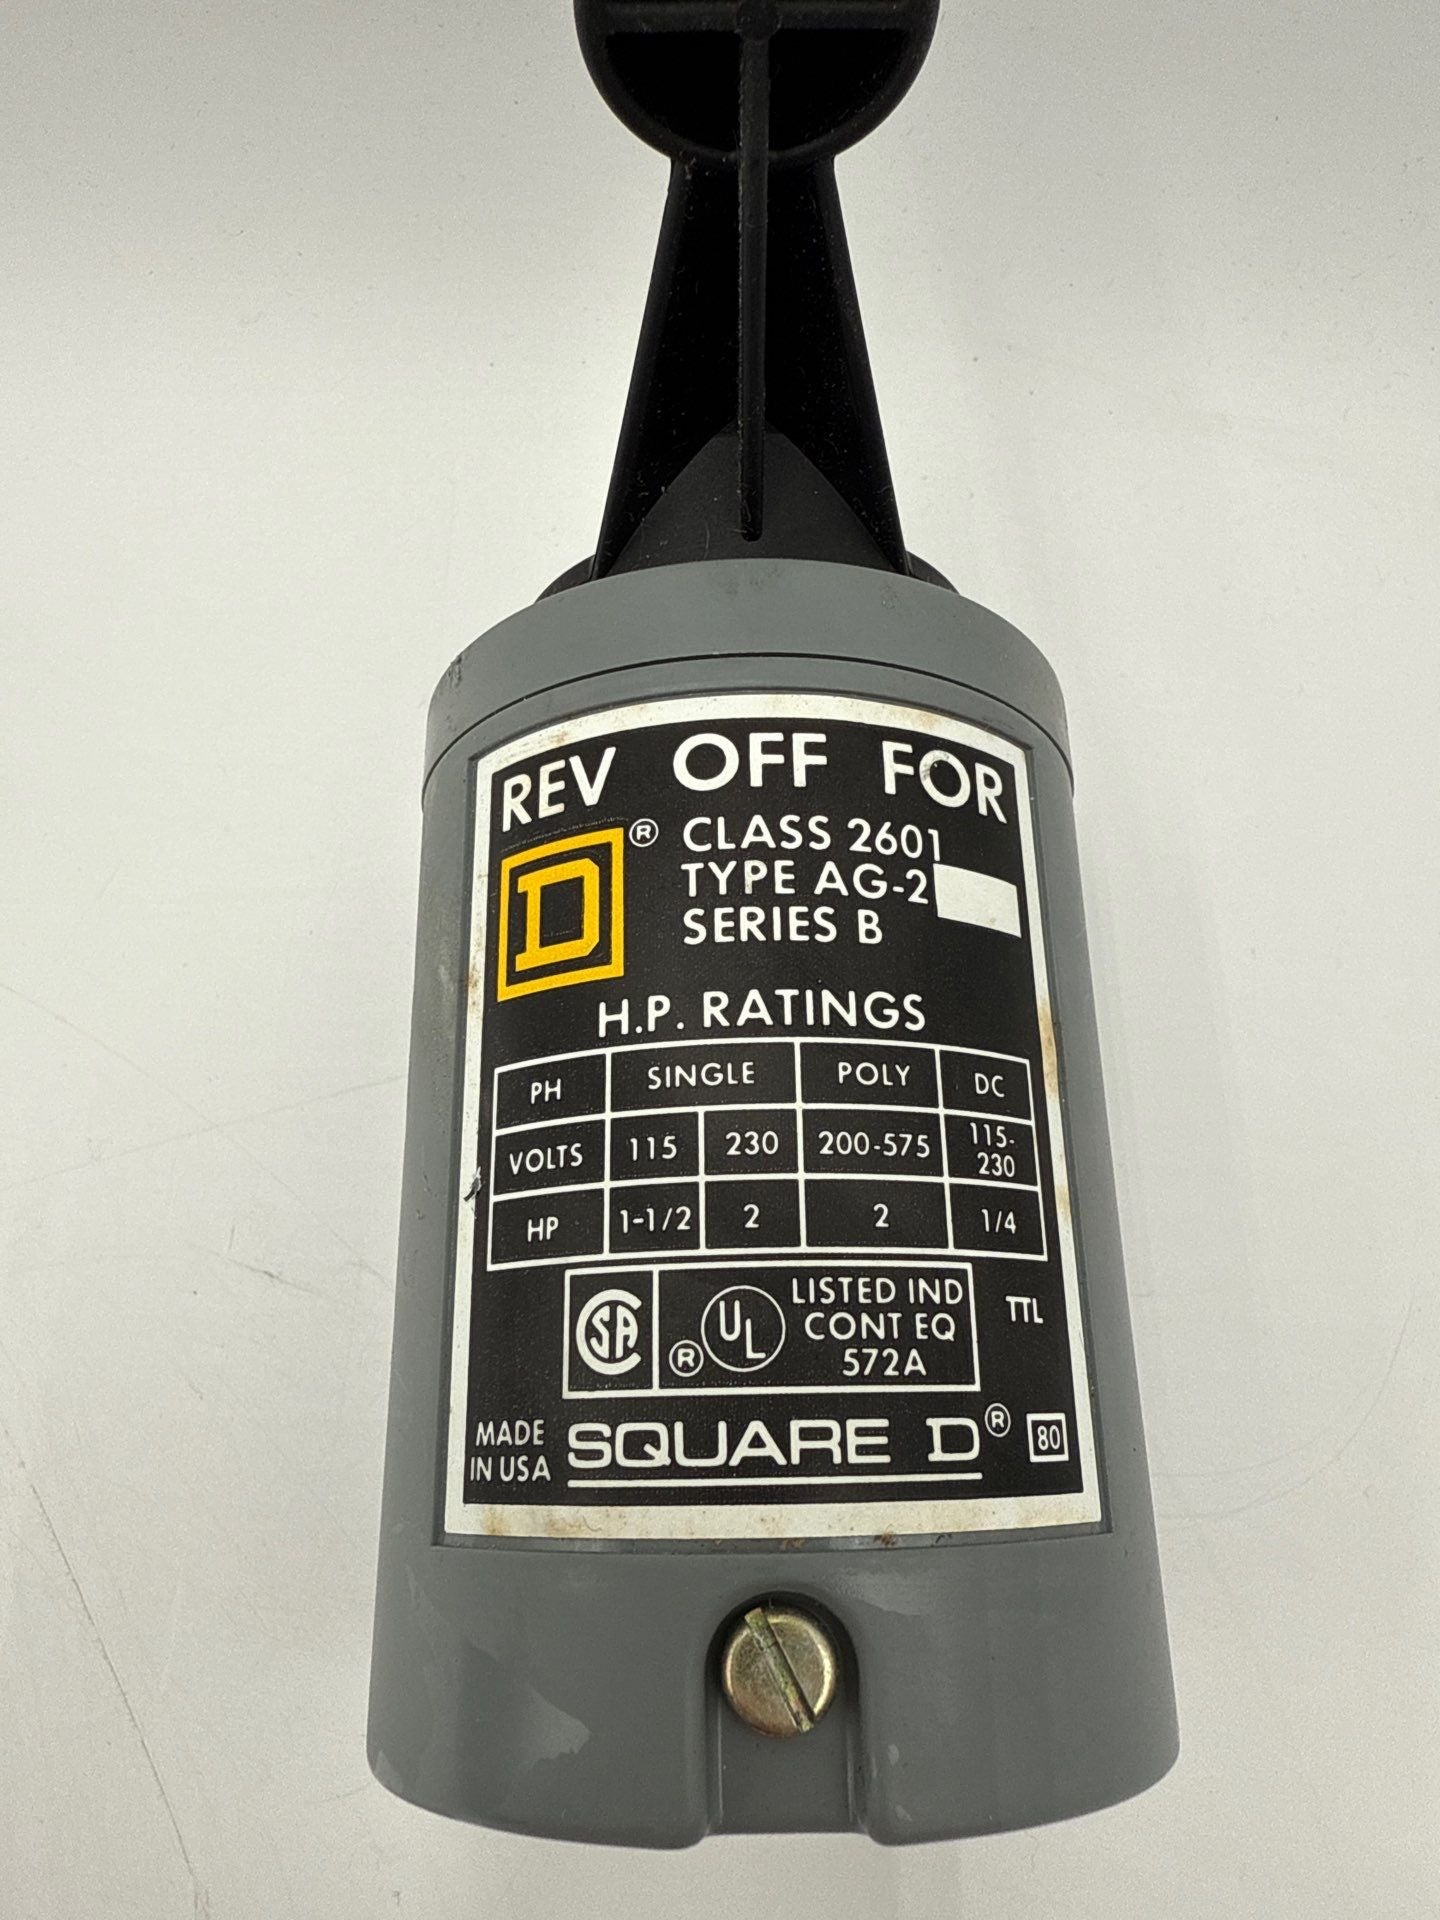 REV OFF FOR
D ®
CLASS 2601
TYPE AG-2
SERIES B
H.P. RATINGS
PH SINGLE POLY DC
VOLTS 115 230 200-575 115-230
HP 1-1/2 2 2 1/4
SA ® UL LISTED IND
CONT EQ
572A
TTL
MADE
IN USA
SQUARE D ®
80